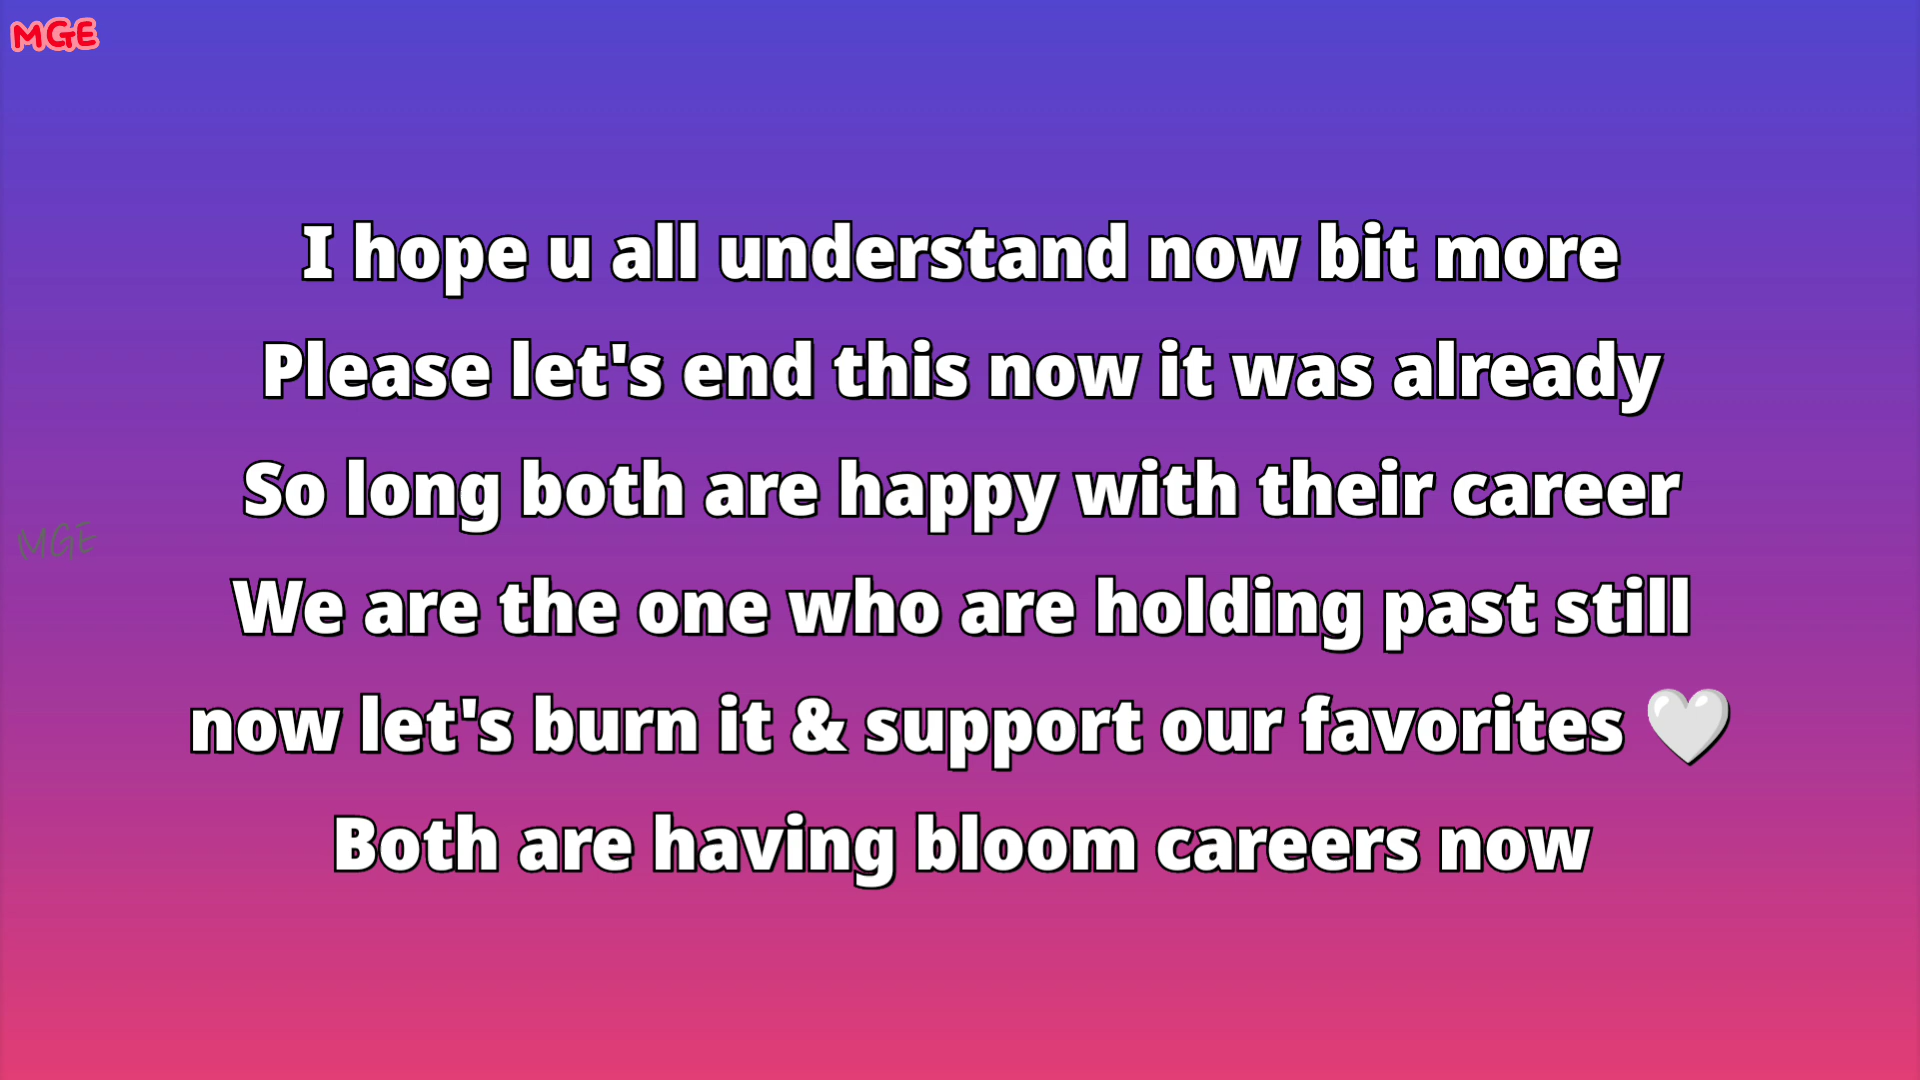 MGE
I hope u all understand now bit more
Please let's end this now it was already
So long both are happy with their career
MGE
We are the one who are holding past still
now let's burn it & support our favorites 🤍
Both are having bloom careers now